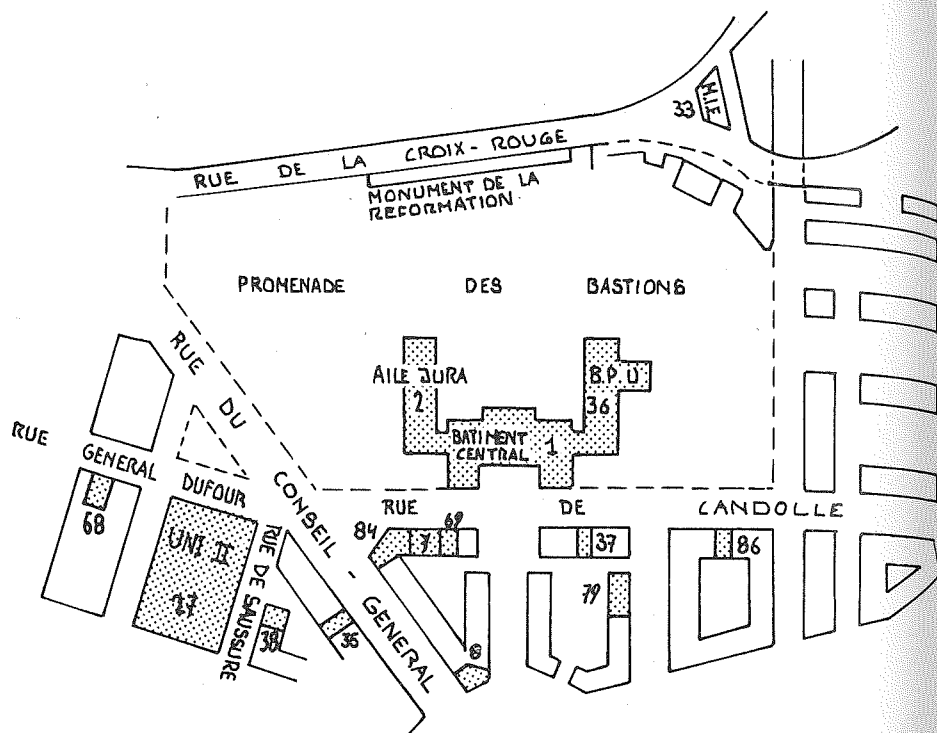 M.I.E.
33
RUE DE LA CROIX-ROUGE
MONUMENT DE LA
REFORMATION
PROMENADE DES BASTIONS
RUE DU CONSEIL-GENERAL
AILE JURA
2
B.P.U
36
BATIMENT
CENTRAL
1
RUE GENERAL DUFOUR
RUE DE CANDOLLE
68
UNI II
RUE DE SAUSSURE
38
35
84
7
69
37
86
79
8